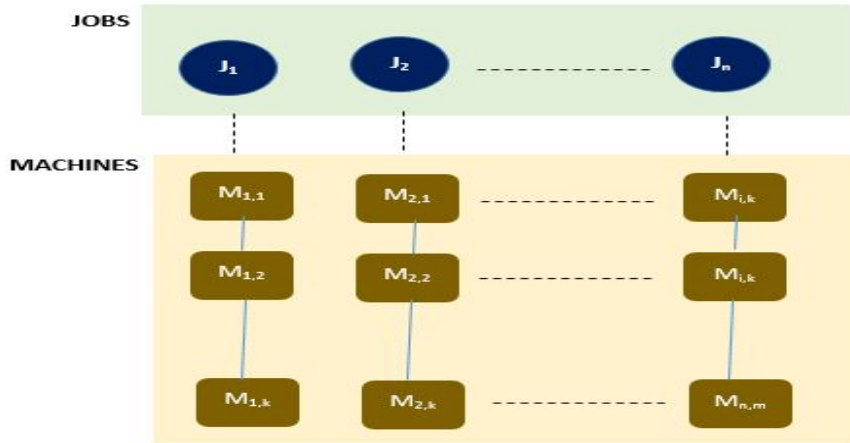 JOBS
J₁ J₂ Jₙ
MACHINES
M₁,₁ M₂,₁ Mᵢ,ₖ
M₁,₂ M₂,₂ Mᵢ,ₖ
M₁,ₖ M₂,ₖ Mₙ,ₘ